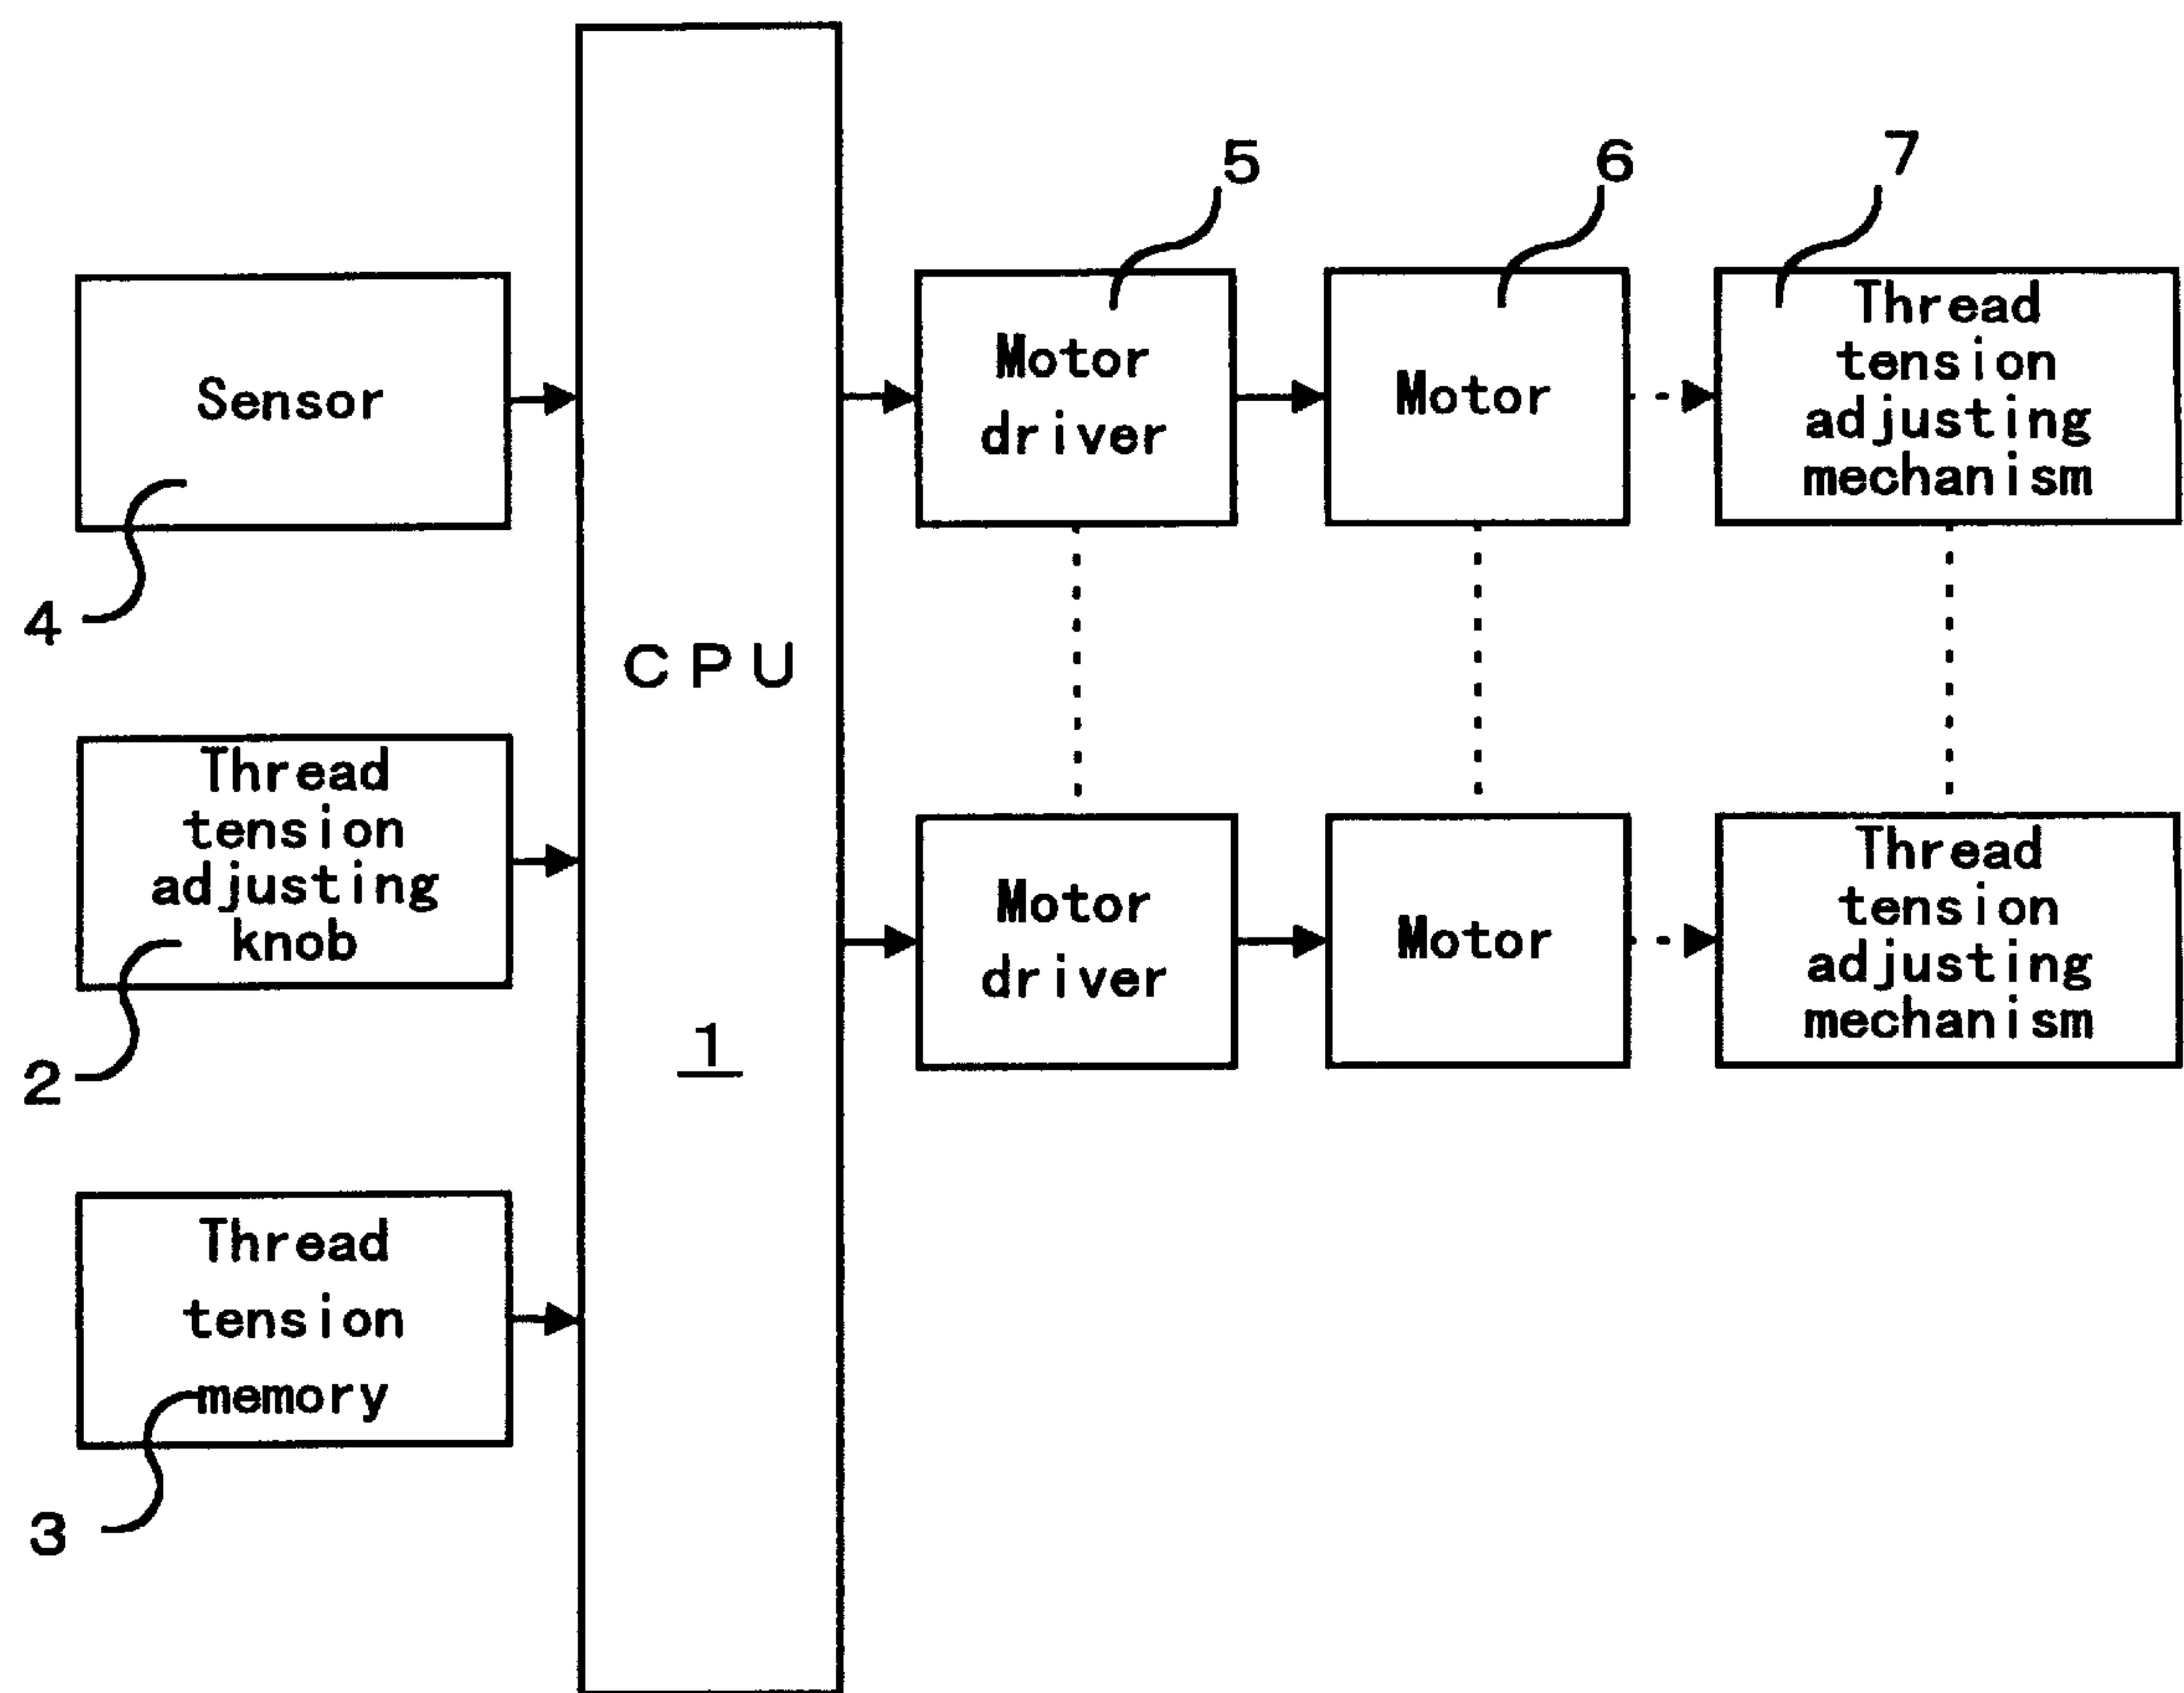 5
6
7
Sensor
4
Thread
tension
adjusting
knob
2
Thread
tension
memory
3
CPU
1
Motor
driver
Motor
Thread
tension
adjusting
mechanism
Motor
driver
Motor
Thread
tension
adjusting
mechanism